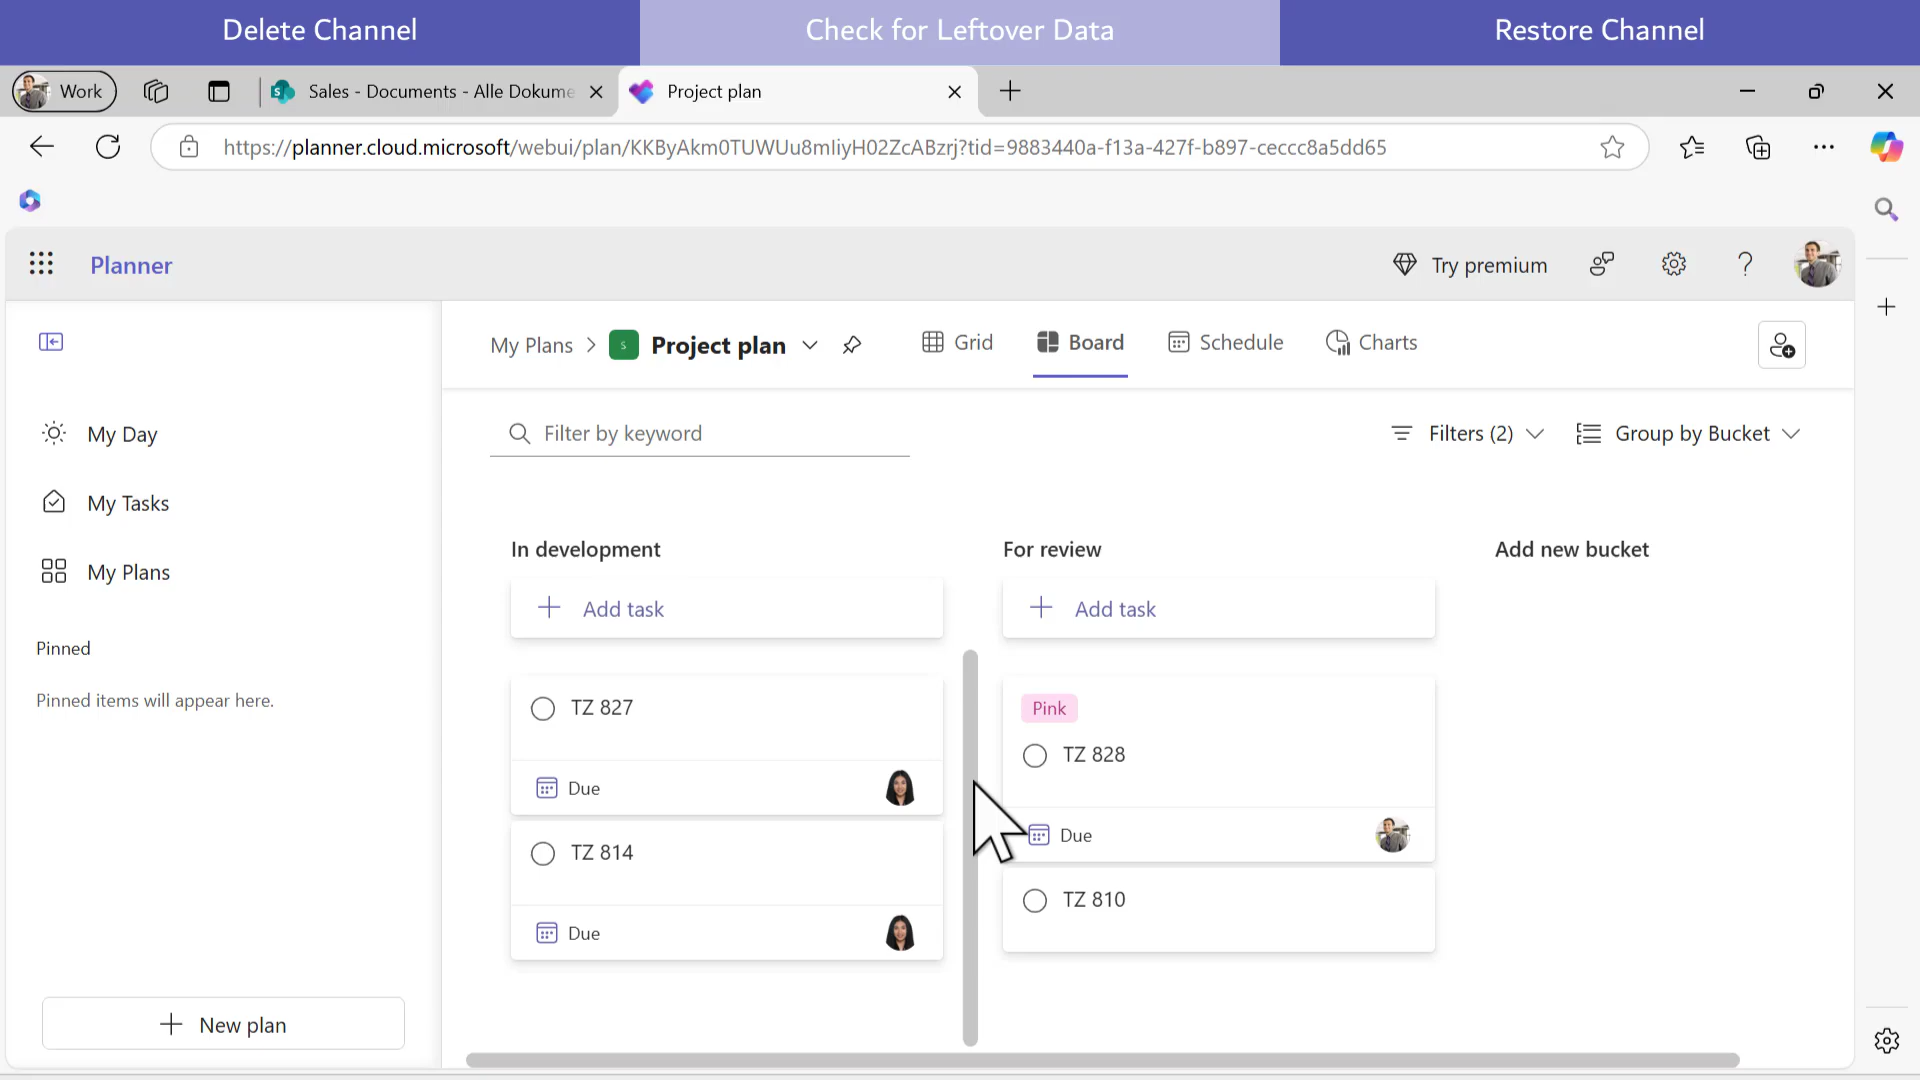 Delete Channel
Check for Leftover Data
Restore Channel
Work
Sales - Documents - Alle Dokume
Project plan
https://planner.cloud.microsoft/webui/plan/KKByAkm0TUWUu8mIiyH02ZcABzrj?tid=9883440a-f13a-427f-b897-ceccc8a5dd65
Planner
Try premium
My Plans
S
Project plan
Grid
Board
Schedule
Charts
My Day
My Tasks
My Plans
Pinned
Pinned items will appear here.
New plan
Filter by keyword
Filters (2)
Group by Bucket
In development
For review
Add new bucket
Add task
Add task
TZ 827
Due
TZ 814
Due
Pink
TZ 828
Due
TZ 810